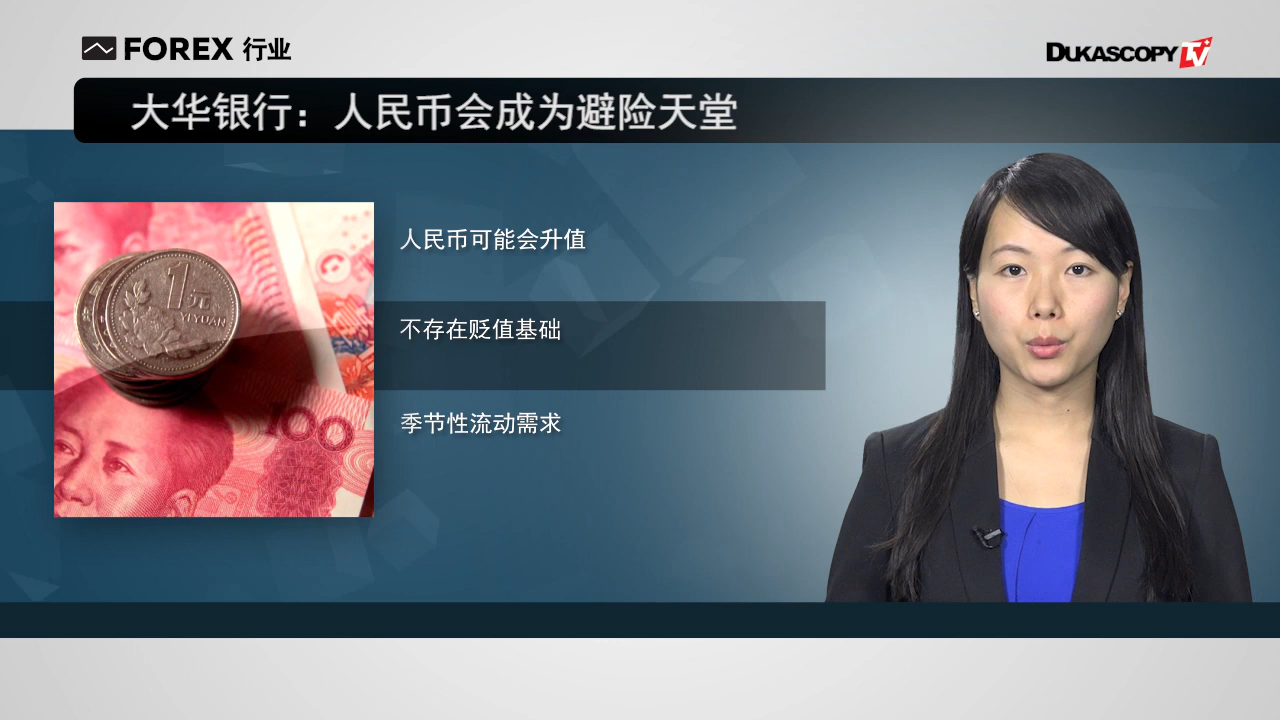 FOREX 行业
DUKASCOPY TV
大华银行：人民币会成为避险天堂
人民币可能会升值
1元
YI YUAN
不存在贬值基础
100
季节性流动需求